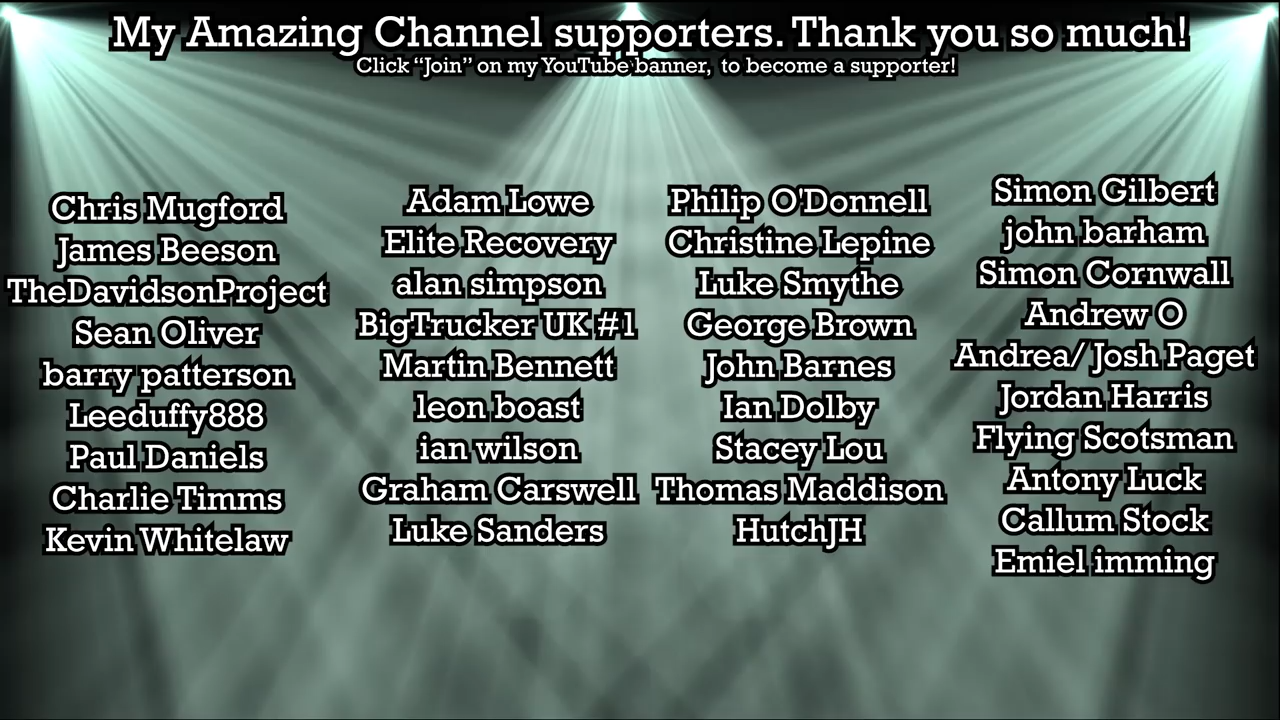 My Amazing Channel supporters. Thank you so much!
Click “Join” on my YouTube banner, to become a supporter!
Chris Mugford
James Beeson
TheDavidsonProject
Sean Oliver
barry patterson
Leeduffy888
Paul Daniels
Charlie Timms
Kevin Whitelaw
Adam Lowe
Elite Recovery
alan simpson
BigTrucker UK #1
Martin Bennett
leon boast
ian wilson
Graham Carswell
Luke Sanders
Philip O'Donnell
Christine Lepine
Luke Smythe
George Brown
John Barnes
Ian Dolby
Stacey Lou
Thomas Maddison
HutchJH
Simon Gilbert
john barham
Simon Cornwall
Andrew O
Andrea/ Josh Paget
Jordan Harris
Flying Scotsman
Antony Luck
Callum Stock
Emiel imming